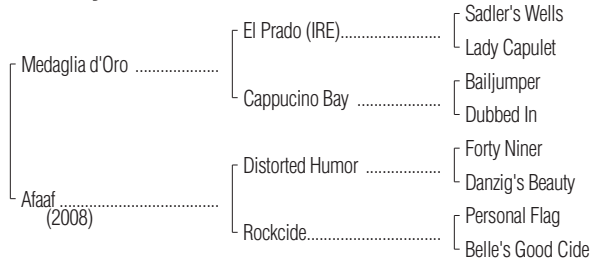 Sadler's Wells
El Prado (IRE)....................
Lady Capulet
Medaglia d'Oro ...................
Bailjumper
Cappucino Bay ...................
Dubbed In
Forty Niner
Distorted Humor .................
Danzig's Beauty
Afaaf....................................
(2008)
Personal Flag
Rockcide..............................
Belle's Good Cide